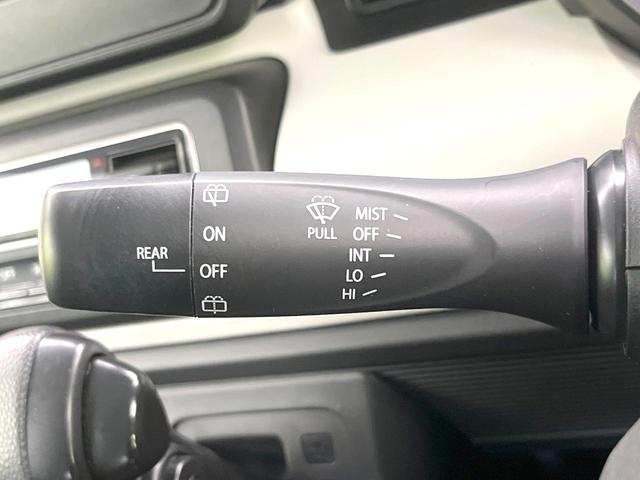 REAR
ON
OFF
PULL
MIST
OFF
INT
LO
HI